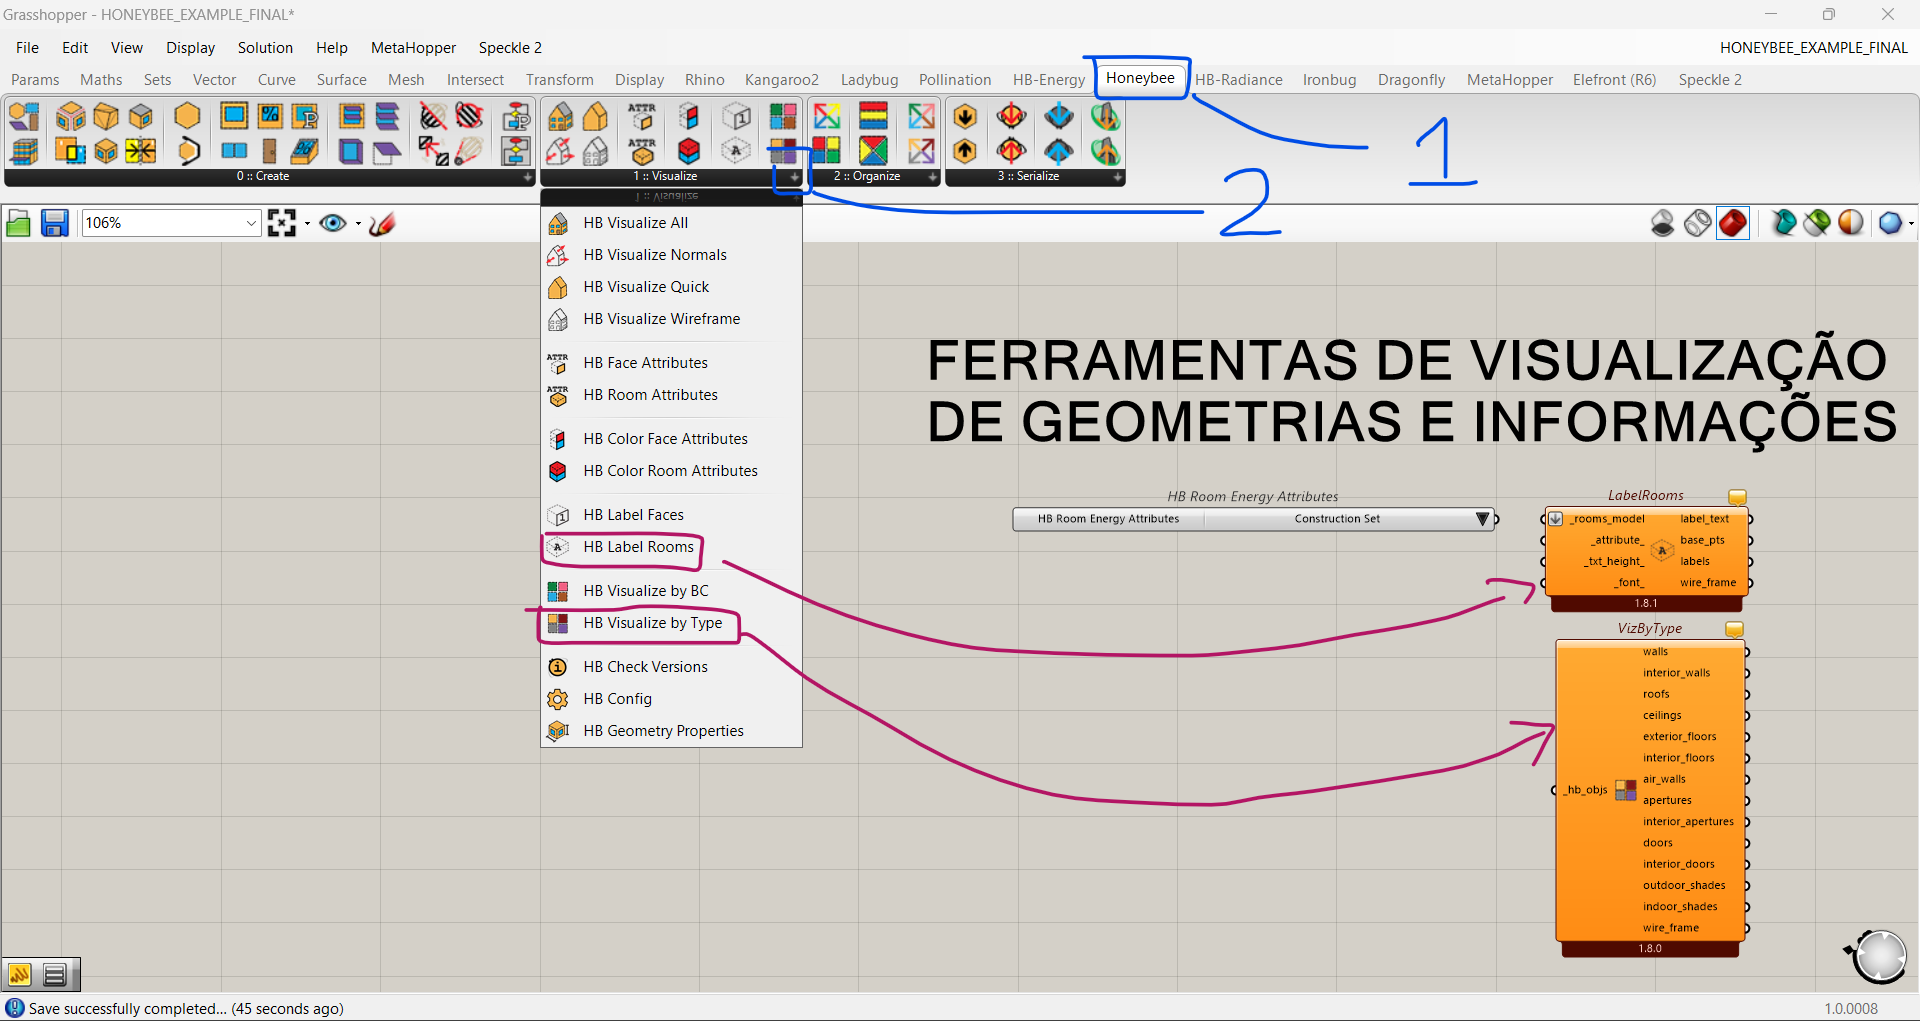 Grasshopper - HONEYBEE_EXAMPLE_FINAL*
File Edit View Display Solution Help MetaHopper Speckle 2
HONEYBEE_EXAMPLE_FINAL
Params Maths Sets Vector Curve Surface Mesh Intersect Transform Display Rhino Kangaroo2 Ladybug Pollination HB-Energy Honeybee HB-Radiance Ironbug Dragonfly MetaHopper Elefront (R6) Speckle 2
ATTR
ATTR
1
0 :: Create
1 :: Visualize
2 :: Organize
3 :: Serialize
1 :: Visualize
2
106%
HB Visualize All
HB Visualize Normals
HB Visualize Quick
HB Visualize Wireframe
ATTR HB Face Attributes
ATTR HB Room Attributes
HB Color Face Attributes
HB Color Room Attributes
HB Label Faces
HB Label Rooms
HB Visualize by BC
HB Visualize by Type
HB Check Versions
HB Config
HB Geometry Properties
FERRAMENTAS DE VISUALIZAÇÃO
DE GEOMETRIAS E INFORMAÇÕES
HB Room Energy Attributes
HB Room Energy Attributes Construction Set
LabelRooms
_rooms_model label_text
_attribute_ base_pts
_txt_height_ labels
_font_ wire_frame
1.8.1
VizByType
walls
interior_walls
roofs
ceilings
exterior_floors
interior_floors
air_walls
_hb_objs
apertures
interior_apertures
doors
interior_doors
outdoor_shades
indoor_shades
wire_frame
1.8.0
Save successfully completed... (45 seconds ago)
1.0.0008